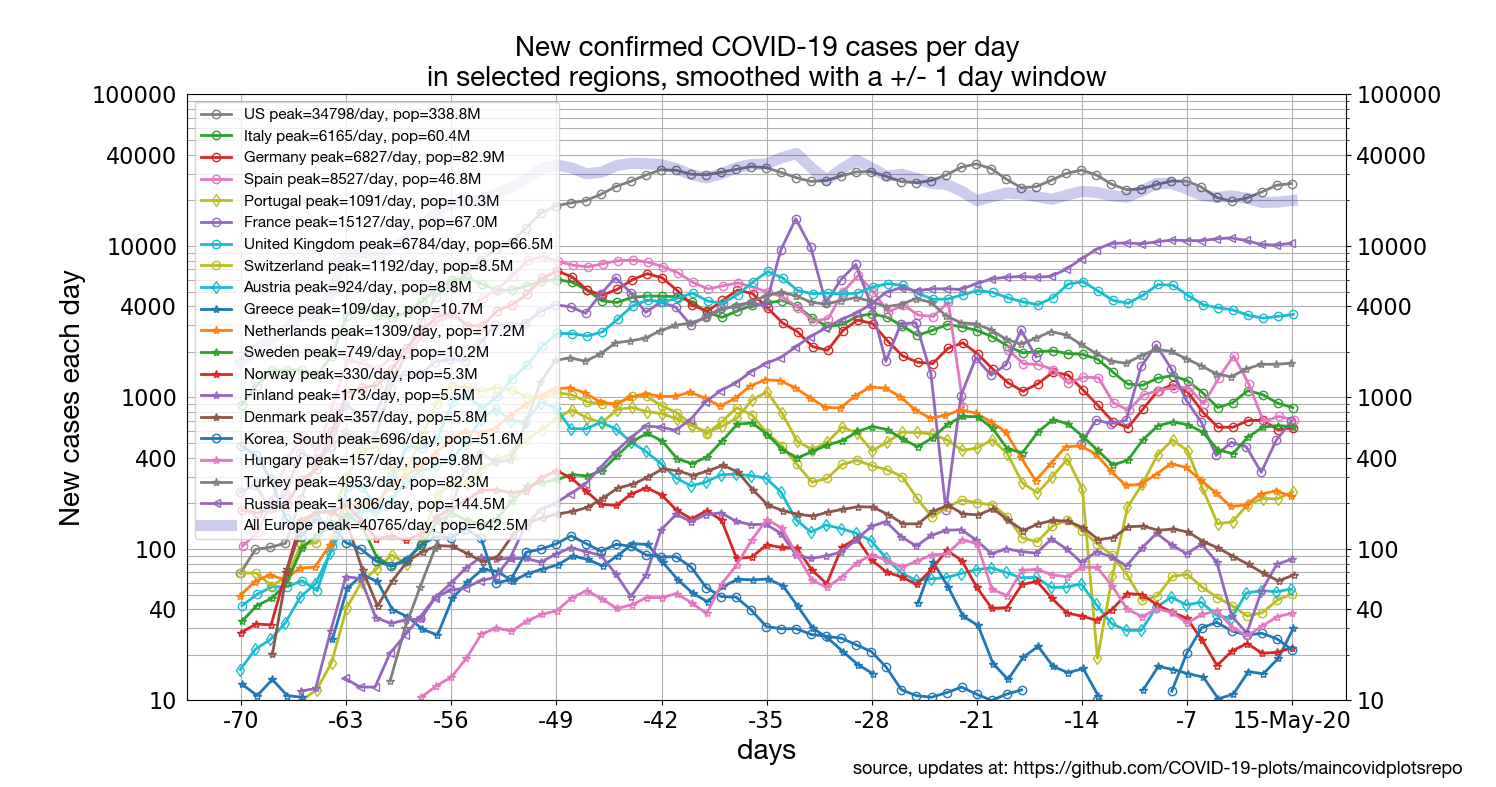 New confirmed COVID-19 cases per day
in selected regions, smoothed with a +/- 1 day window
New cases each day
100000
40000
10000
4000
1000
400
100
40
10
US peak=34798/day, pop=338.8M
Italy peak=6165/day, pop=60.4M
Germany peak=6827/day, pop=82.9M
Spain peak=8527/day, pop=46.8M
Portugal peak=1091/day, pop=10.3M
France peak=15127/day, pop=67.0M
United Kingdom peak=6784/day, pop=66.5M
Switzerland peak=1192/day, pop=8.5M
Austria peak=924/day, pop=8.8M
Greece peak=109/day, pop=10.7M
Netherlands peak=1309/day, pop=17.2M
Sweden peak=749/day, pop=10.2M
Norway peak=330/day, pop=5.3M
Finland peak=173/day, pop=5.5M
Denmark peak=357/day, pop=5.8M
Korea, South peak=696/day, pop=51.6M
Hungary peak=157/day, pop=9.8M
Turkey peak=4953/day, pop=82.3M
Russia peak=11306/day, pop=144.5M
All Europe peak=40765/day, pop=642.5M
100000
40000
10000
4000
1000
400
100
40
10
-70 -63 -56 -49 -42 -35 -28 -21 -14 -7 15-May-20
days
source, updates at: https://github.com/COVID-19-plots/maincovidplotsrepo